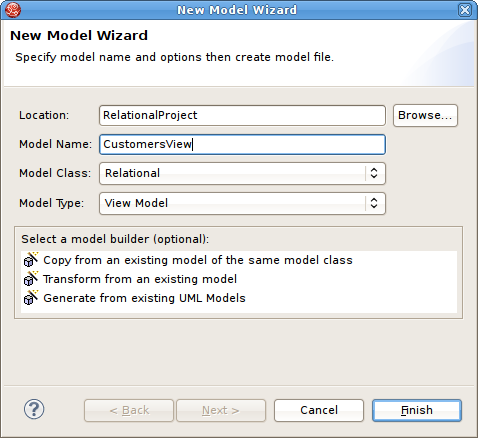 New Model Wizard
New Model Wizard
Specify model name and options then create model file.
Location: RelationalProject Browse...
Model Name: CustomersView
Model Class: Relational
Model Type: View Model
Select a model builder (optional):
Copy from an existing model of the same model class
Transform from an existing model
Generate from existing UML Models
? < Back Next > Cancel Finish